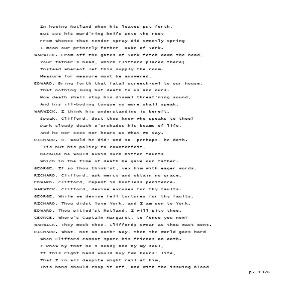 In hewing Rutland when his leaves put forth,
But set his murd'ring knife unto the root
From whence that tender spray did sweetly spring-
I mean our princely father, Duke of York.
WARWICK. From off the gates of York fetch down the head,
Your father's head, which Clifford placed there;
Instead whereof let this supply the room.
Measure for measure must be answered.
EDWARD. Bring forth that fatal screech-owl to our house,
That nothing sung but death to us and ours.
Now death shall stop his dismal threat'ning sound,
And his ill-boding tongue no more shall speak.
WARWICK. I think his understanding is bereft.
Speak, Clifford, dost thou know who speaks to thee?
Dark cloudy death o'ershades his beams of life,
And he nor sees nor hears us what we say.
RICHARD. O, would he did! and so, perhaps, he doth.
'Tis but his policy to counterfeit,
Because he would avoid such bitter taunts
Which in the time of death he gave our father.
GEORGE. If so thou think'st, vex him with eager words.
RICHARD. Clifford, ask mercy and obtain no grace.
EDWARD. Clifford, repent in bootless penitence.
WARWICK. Clifford, devise excuses for thy faults.
GEORGE. While we devise fell tortures for thy faults.
RICHARD. Thou didst love York, and I am son to York.
EDWARD. Thou pitied'st Rutland, I will pity thee.
GEORGE. Where's Captain Margaret, to fence you now?
WARWICK. They mock thee, Clifford; swear as thou wast wont.
RICHARD. What, not an oath? Nay, then the world goes hard
When Clifford cannot spare his friends an oath.
I know by that he's dead; and by my soul,
If this right hand would buy two hours' life,
That I in all despite might rail at him,
This hand should chop it off, and with the issuing blood